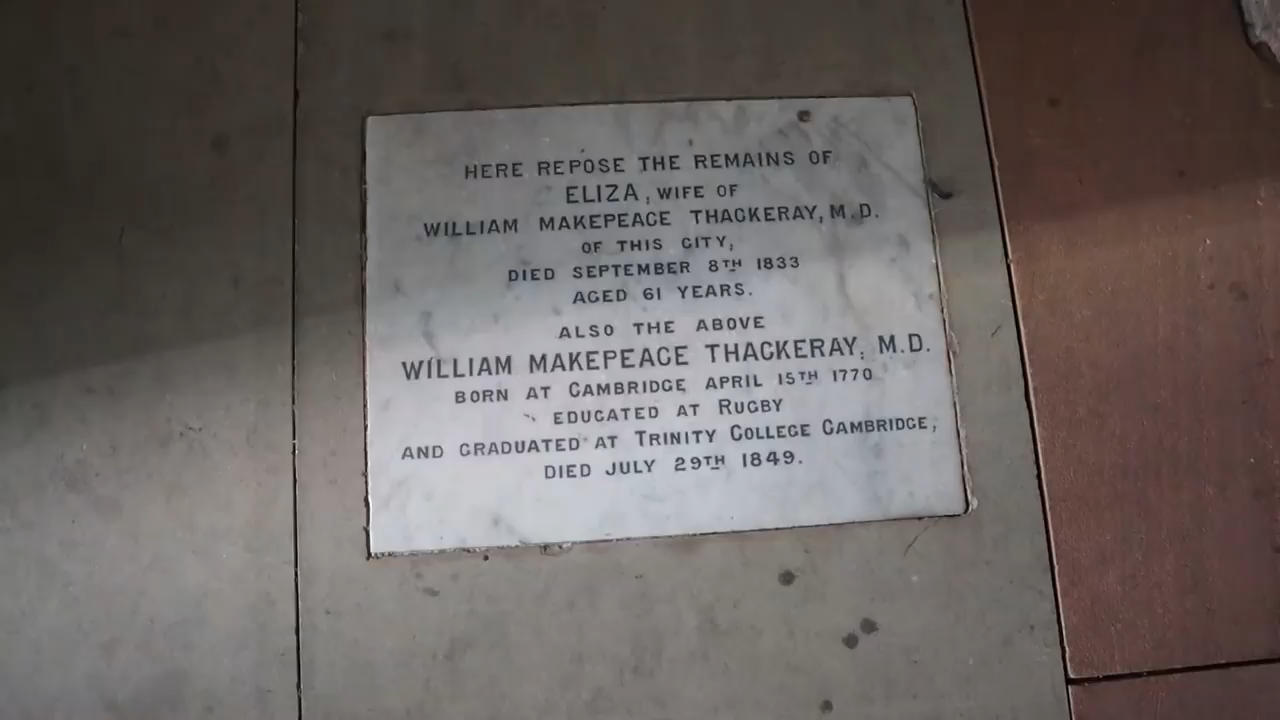 HERE REPOSE THE REMAINS OF
ELIZA, WIFE OF
WILLIAM MAKEPEACE THACKERAY, M.D.
OF THIS CITY,
DIED SEPTEMBER 8TH 1833
AGED 61 YEARS.
ALSO THE ABOVE
WILLIAM MAKEPEACE THACKERAY, M.D.
BORN AT CAMBRIDGE APRIL 15TH 1770
EDUCATED AT RUGBY
AND GRADUATED AT TRINITY COLLEGE CAMBRIDGE,
DIED JULY 29TH 1849.